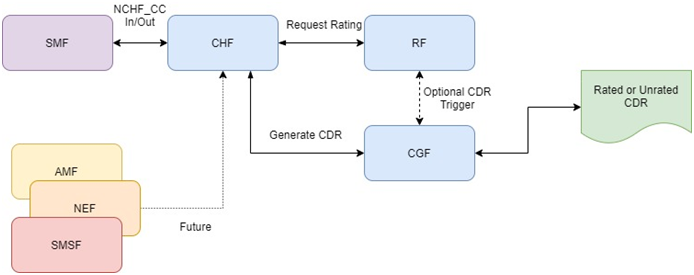 NCHF_CC
In/Out
SMF
CHF
Request Rating
RF
Optional CDR
Trigger
Rated or Unrated
CDR
Generate CDR
CGF
AMF
NEF
SMSF
Future